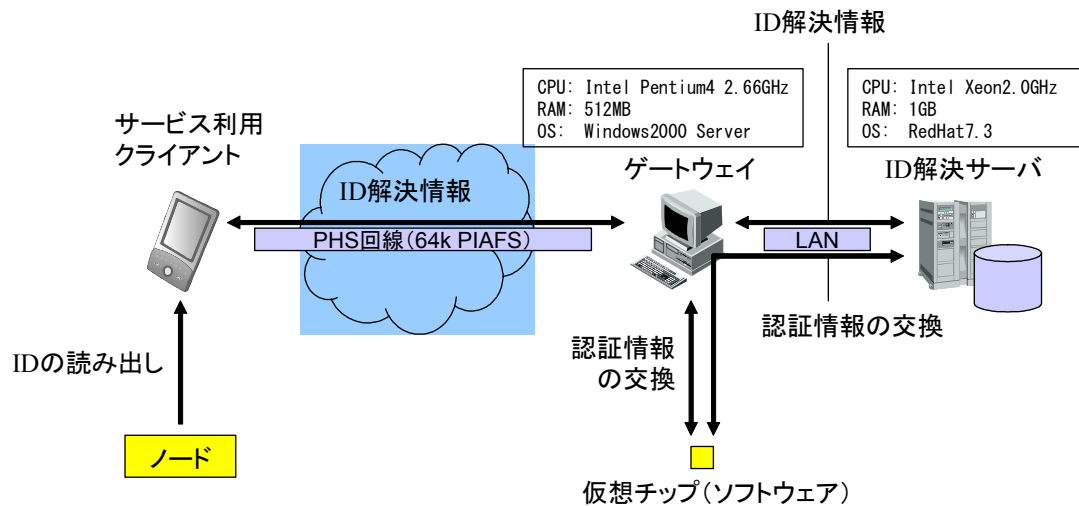 ID解決情報
CPU: Intel Pentium4 2.66GHz
RAM: 512MB
OS: Windows2000 Server
CPU: Intel Xeon2.0GHz
RAM: 1GB
OS: RedHat7.3
サービス利用
クライアント
ゲートウェイ
ID解決サーバ
ID解決情報
PHS回線(64k PIAFS)
LAN
認証情報の交換
認証情報
の交換
IDの読み出し
ノード
仮想チップ(ソフトウェア)